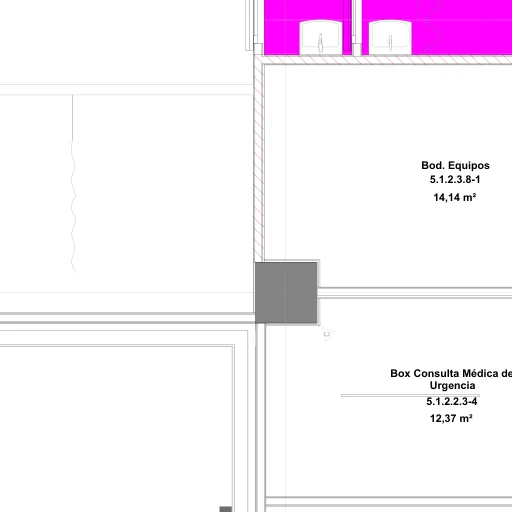 Bod. Equipos
5.1.2.3.8-1
14,14 m²
Box Consulta Médica de
Urgencia
5.1.2.2.3-4
12,37 m²